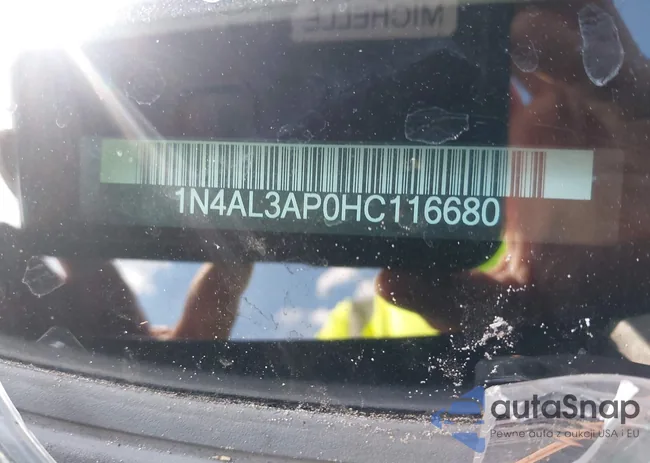 MICHELLE
1N4AL3AP0HC116680
autaSnap
Pewne auta z aukcji USA i EU